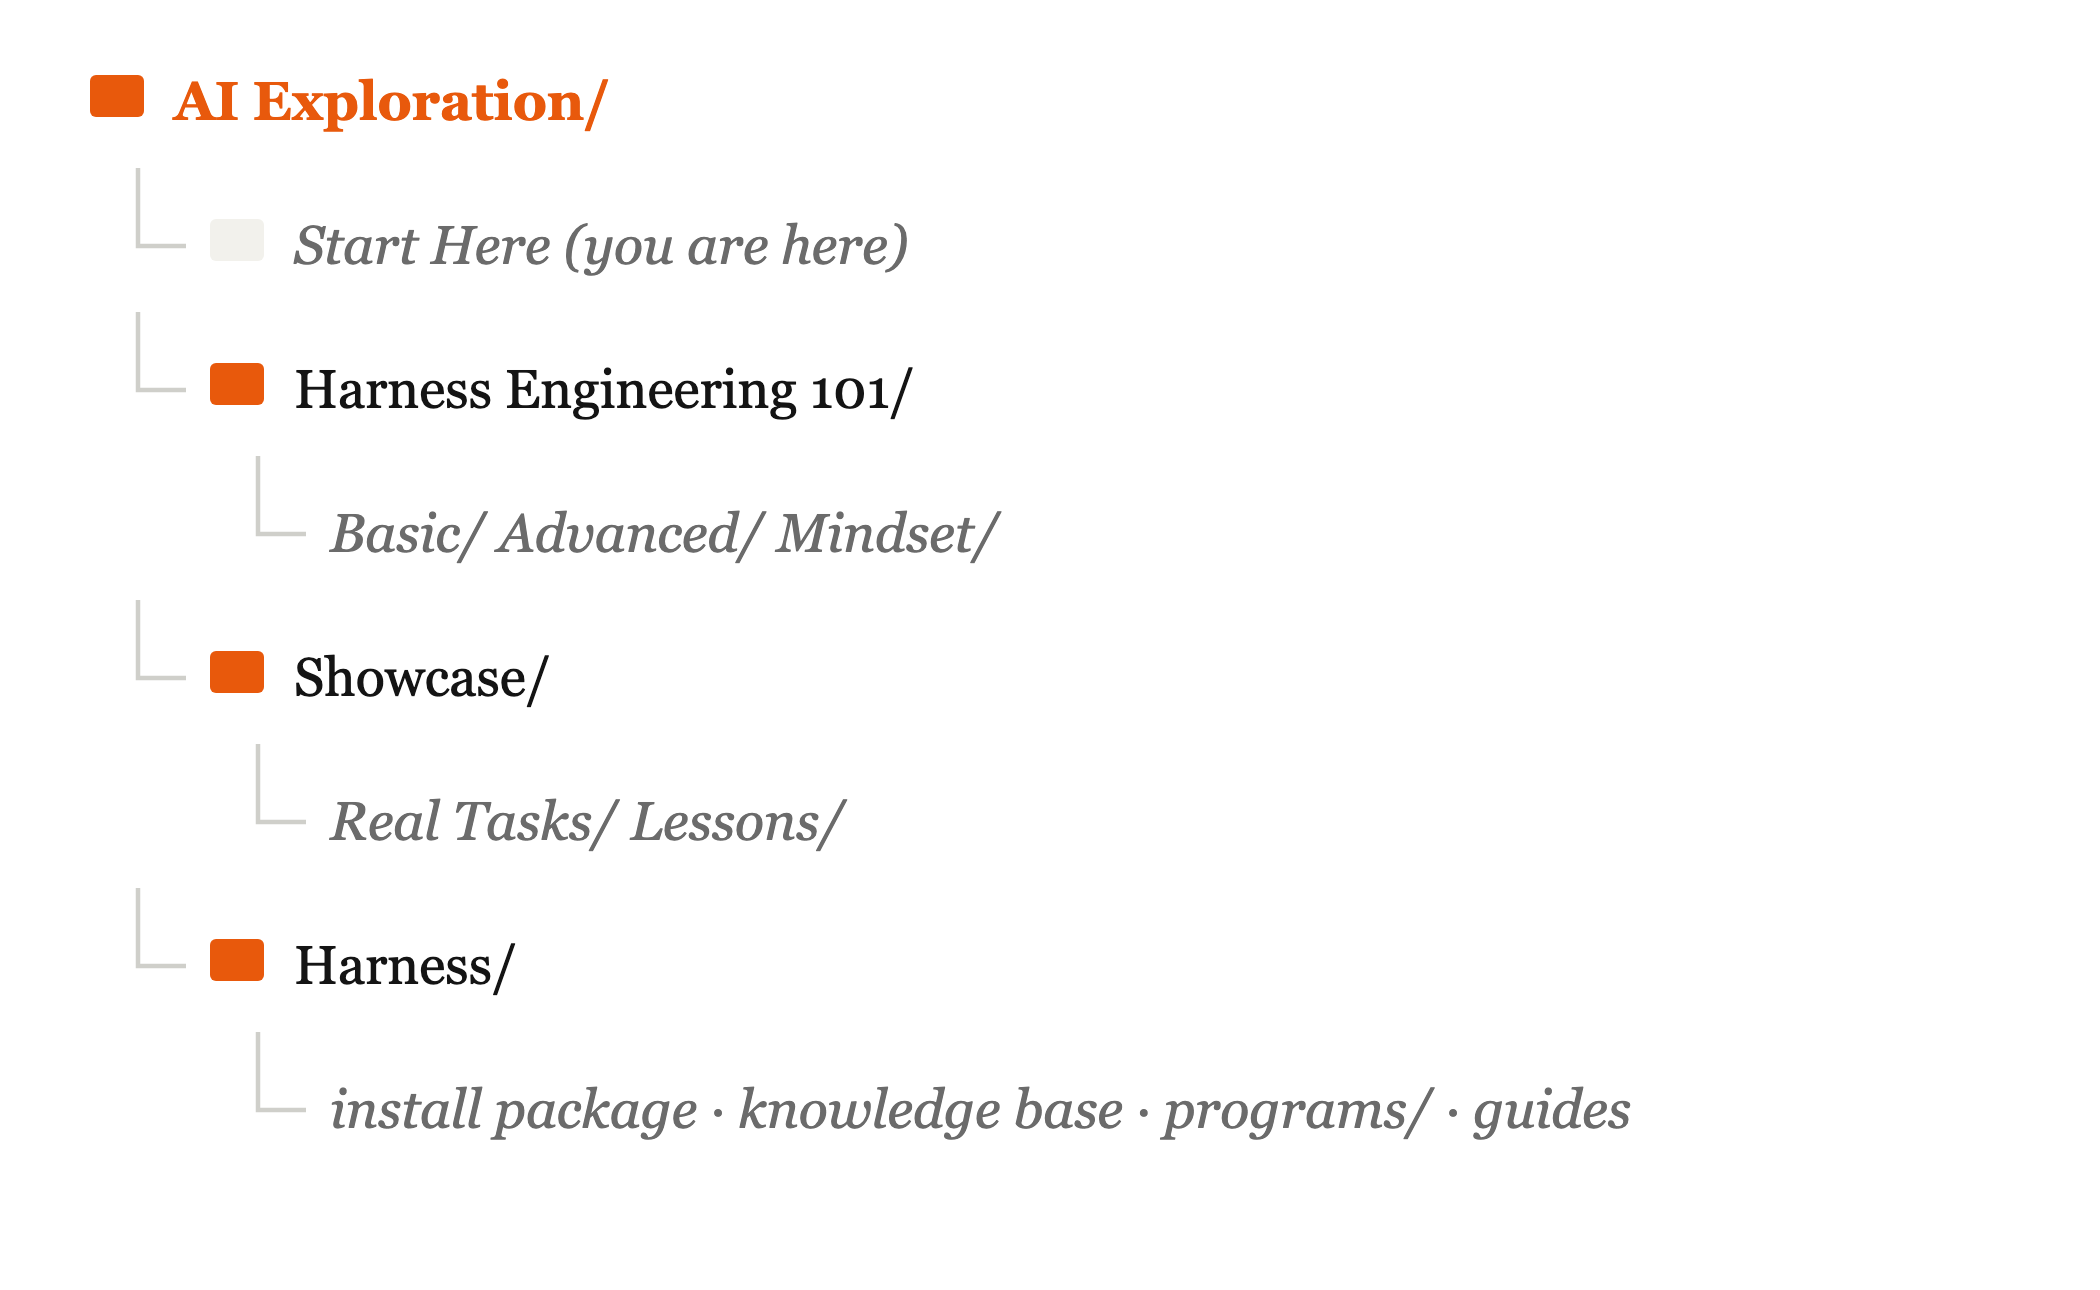 AI Exploration/
Start Here (you are here)
Harness Engineering 101/
Basic/ Advanced/ Mindset/
Showcase/
Real Tasks/ Lessons/
Harness/
install package · knowledge base · programs/ · guides